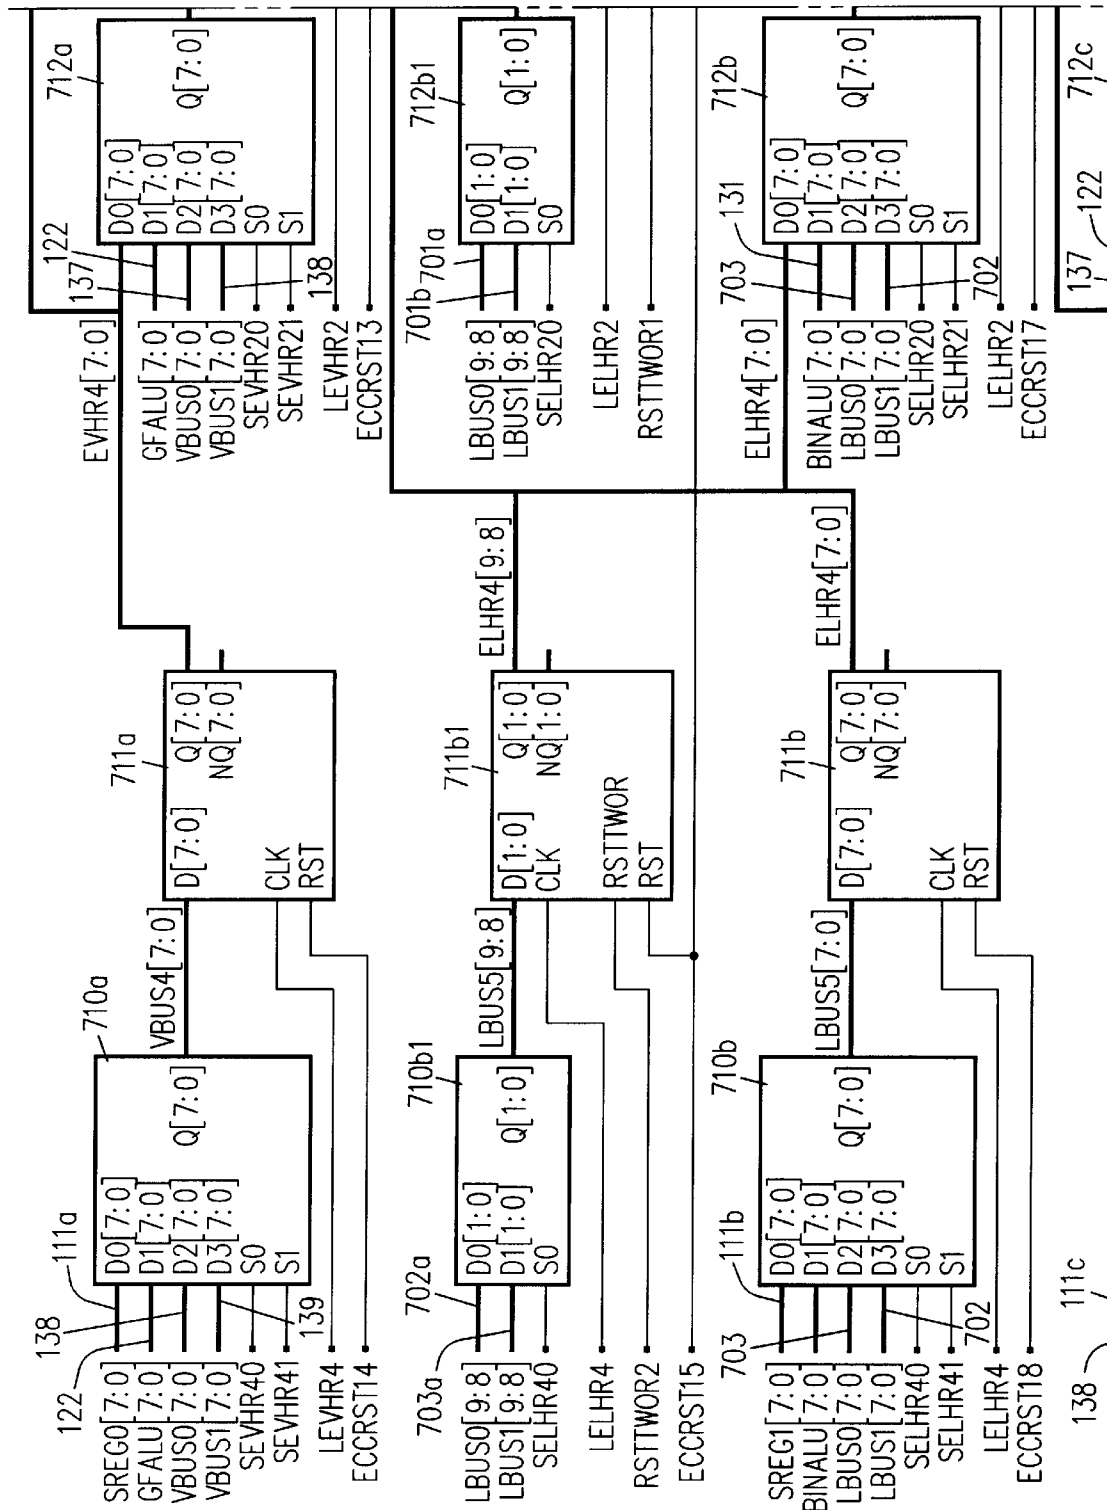 712a
Q[7:0]
D0[7:0]
D1[7:0]
D2[7:0]
D3[7:0]
S0
S1
122
137
138
EVHR4[7:0]
GFALU[7:0]
VBUS0[7:0]
VBUS1[7:0]
SEVHR20
SEVHR21
LEVHR2
ECCRST13
712b1
Q[1:0]
D0[1:0]
D1[1:0]
S0
701a
701b
LBUS0[9:8]
LBUS1[9:8]
SELHR20
LELHR2
RSTTWOR1
712b
Q[7:0]
D0[7:0]
D1[7:0]
D2[7:0]
D3[7:0]
S0
S1
131
703
702
ELHR4[7:0]
BINALU[7:0]
LBUS0[7:0]
LBUS1[7:0]
SELHR20
SELHR21
LELHR2
ECCRST17
712c
122
137
ELHR4[9:8]
ELHR4[7:0]
711a
D[7:0]
Q[7:0]
NQ[7:0]
CLK
RST
711b1
D[1:0]
CLK
Q[1:0]
NQ[1:0]
RSTTWOR
RST
711b
D[7:0]
Q[7:0]
NQ[7:0]
CLK
RST
VBUS4[7:0]
LBUS5[9:8]
LBUS5[7:0]
710a
Q[7:0]
D0[7:0]
D1[7:0]
D2[7:0]
D3[7:0]
S0
S1
111a
138
122
139
SREG0[7:0]
GFALU[7:0]
VBUS0[7:0]
VBUS1[7:0]
SEVHR40
SEVHR41
LEVHR4
ECCRST14
710b1
Q[1:0]
D0[1:0]
D1[1:0]
S0
702a
703a
LBUS0[9:8]
LBUS1[9:8]
SELHR40
LELHR4
RSTTWOR2
ECCRST15
710b
Q[7:0]
D0[7:0]
D1[7:0]
D2[7:0]
D3[7:0]
S0
S1
111b
703
702
SREG1[7:0]
BINALU[7:0]
LBUS0[7:0]
LBUS1[7:0]
SELHR40
SELHR41
LELHR4
ECCRST18
111c
138